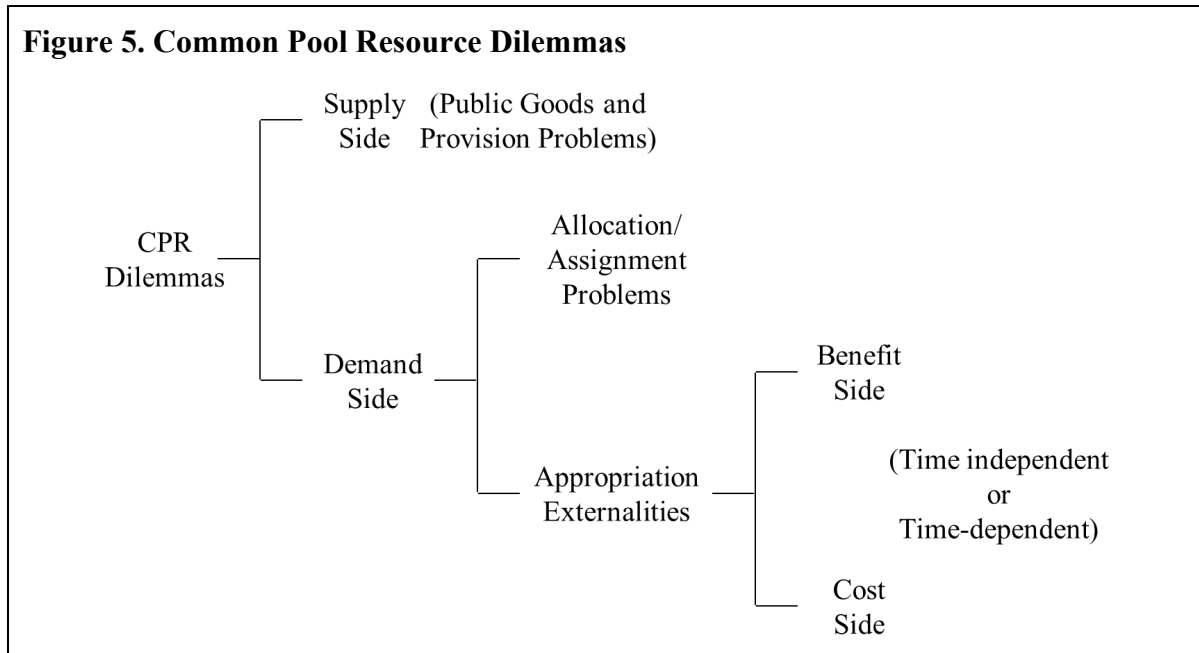 Figure 5. Common Pool Resource Dilemmas
Supply (Public Goods and
Side Provision Problems)
CPR
Dilemmas
Demand
Side
Allocation/
Assignment
Problems
Appropriation
Externalities
Benefit
Side
(Time independent
or
Time-dependent)
Cost
Side